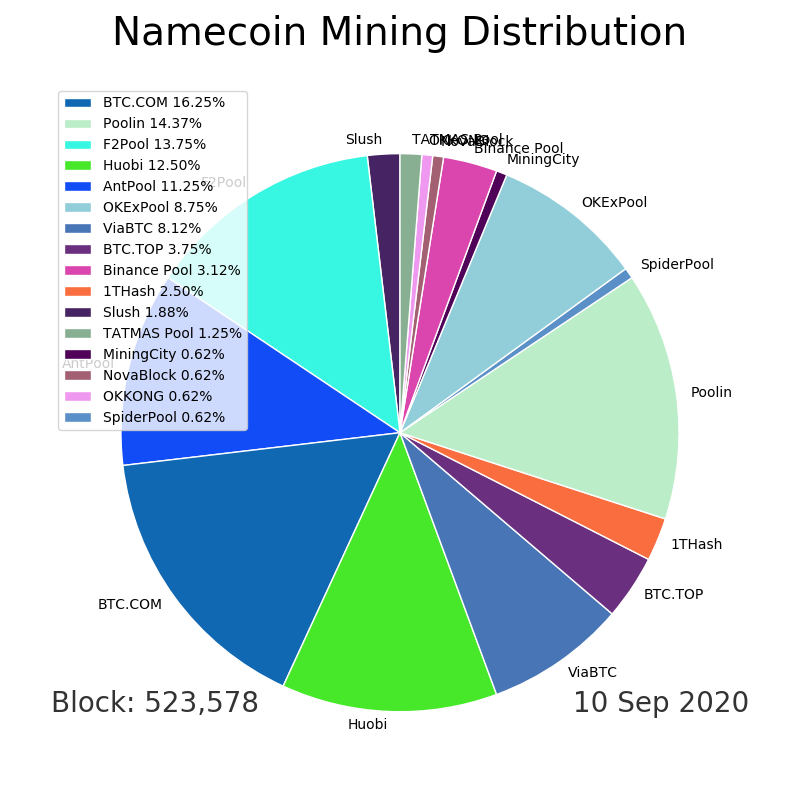 Namecoin Mining Distribution
BTC.COM 16.25%
Poolin 14.37%
F2Pool 13.75%
Huobi 12.50%
AntPool 11.25%
OKExPool 8.75%
ViaBTC 8.12%
BTC.TOP 3.75%
Binance Pool 3.12%
1THash 2.50%
Slush 1.88%
TATMAS Pool 1.25%
MiningCity 0.62%
NovaBlock 0.62%
OKKONG 0.62%
SpiderPool 0.62%
Slush
TATMAS Pool
OKKONG
NovaBlock
Binance Pool
MiningCity
OKExPool
SpiderPool
Poolin
1THash
BTC.TOP
ViaBTC
Huobi
BTC.COM
AntPool
F2Pool
Block: 523,578
10 Sep 2020